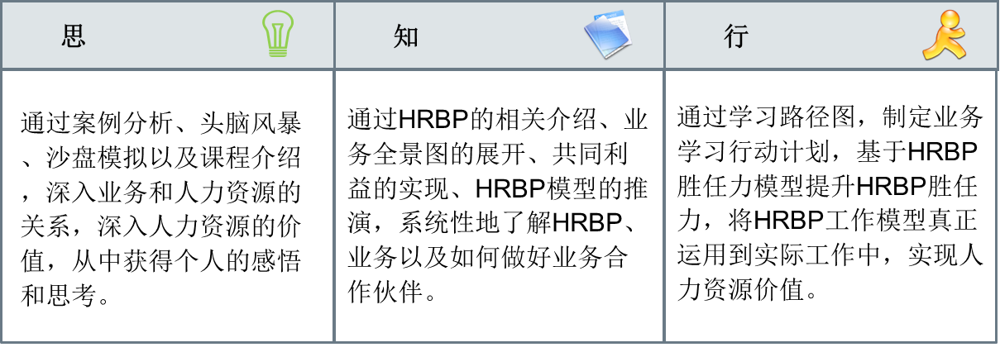 思
知
行
通过案例分析、头脑风暴
、沙盘模拟以及课程介绍
，深入业务和人力资源的
关系，深入人力资源的价
值，从中获得个人的感悟
和思考。
通过HRBP的相关介绍、业
务全景图的展开、共同利
益的实现、HRBP模型的推
演，系统性地了解HRBP、
业务以及如何做好业务合
作伙伴。
通过学习路径图，制定业务
学习行动计划，基于HRBP
胜任力模型提升HRBP胜任
力，将HRBP工作模型真正
运用到实际工作中，实现人
力资源价值。